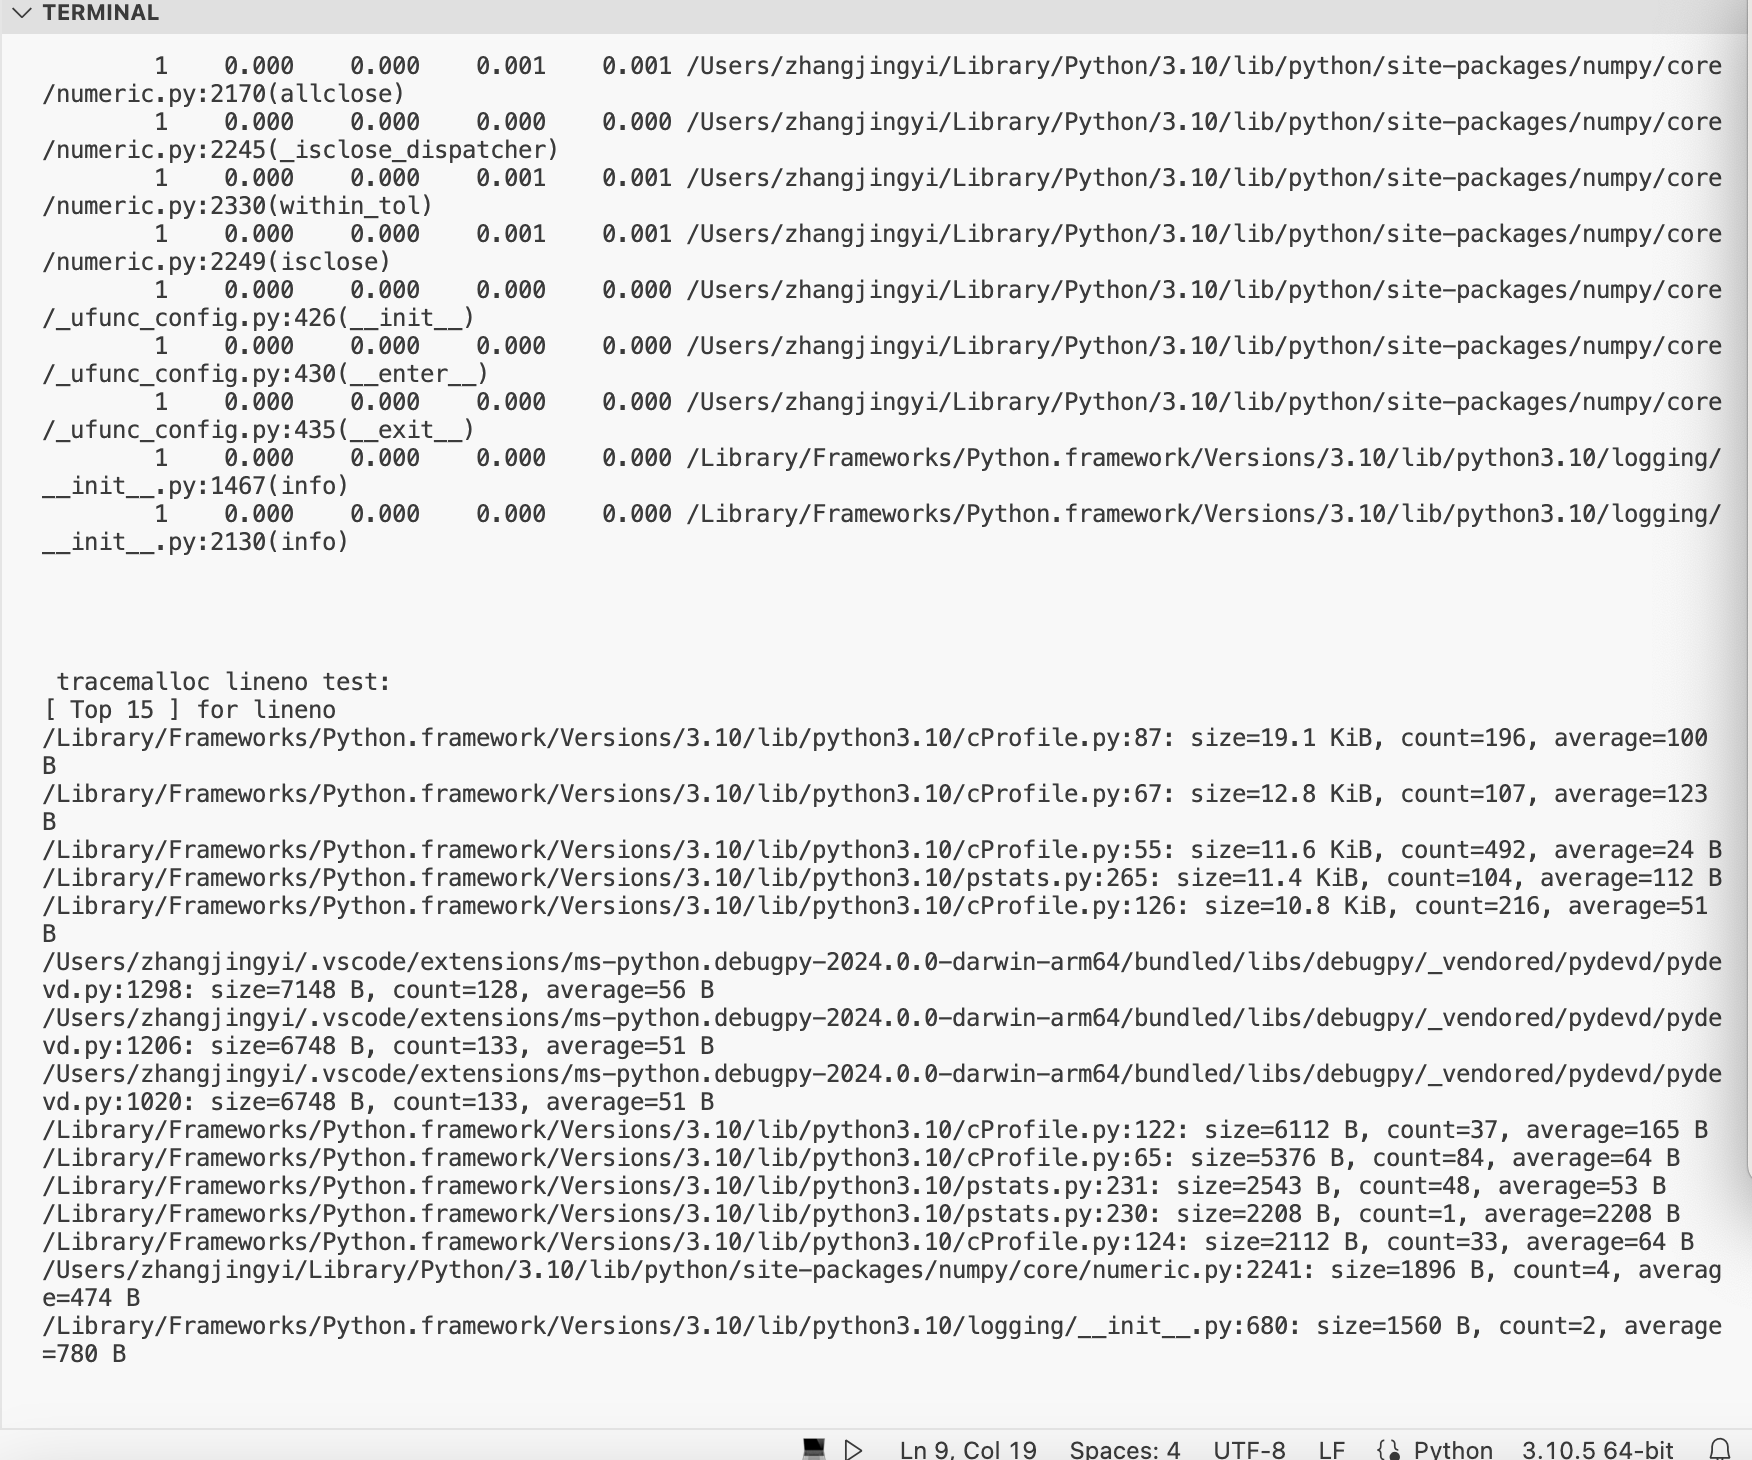 TERMINAL
1 0.000 0.000 0.001 0.001 /Users/zhangjingyi/Library/Python/3.10/lib/python/site-packages/numpy/core
/numeric.py:2170(allclose)
1 0.000 0.000 0.000 0.000 /Users/zhangjingyi/Library/Python/3.10/lib/python/site-packages/numpy/core
/numeric.py:2245(_isclose_dispatcher)
1 0.000 0.000 0.001 0.001 /Users/zhangjingyi/Library/Python/3.10/lib/python/site-packages/numpy/core
/numeric.py:2330(within_tol)
1 0.000 0.000 0.001 0.001 /Users/zhangjingyi/Library/Python/3.10/lib/python/site-packages/numpy/core
/numeric.py:2249(isclose)
1 0.000 0.000 0.000 0.000 /Users/zhangjingyi/Library/Python/3.10/lib/python/site-packages/numpy/core
/_ufunc_config.py:426(__init__)
1 0.000 0.000 0.000 0.000 /Users/zhangjingyi/Library/Python/3.10/lib/python/site-packages/numpy/core
/_ufunc_config.py:430(__enter__)
1 0.000 0.000 0.000 0.000 /Users/zhangjingyi/Library/Python/3.10/lib/python/site-packages/numpy/core
/_ufunc_config.py:435(__exit__)
1 0.000 0.000 0.000 0.000 /Library/Frameworks/Python.framework/Versions/3.10/lib/python3.10/logging/
__init__.py:1467(info)
1 0.000 0.000 0.000 0.000 /Library/Frameworks/Python.framework/Versions/3.10/lib/python3.10/logging/
__init__.py:2130(info)
tracemalloc lineno test:
[ Top 15 ] for lineno
/Library/Frameworks/Python.framework/Versions/3.10/lib/python3.10/cProfile.py:87: size=19.1 KiB, count=196, average=100
B
/Library/Frameworks/Python.framework/Versions/3.10/lib/python3.10/cProfile.py:67: size=12.8 KiB, count=107, average=123
B
/Library/Frameworks/Python.framework/Versions/3.10/lib/python3.10/cProfile.py:55: size=11.6 KiB, count=492, average=24 B
/Library/Frameworks/Python.framework/Versions/3.10/lib/python3.10/pstats.py:265: size=11.4 KiB, count=104, average=112 B
/Library/Frameworks/Python.framework/Versions/3.10/lib/python3.10/cProfile.py:126: size=10.8 KiB, count=216, average=51
B
/Users/zhangjingyi/.vscode/extensions/ms-python.debugpy-2024.0.0-darwin-arm64/bundled/libs/debugpy/_vendored/pydevd/pyde
vd.py:1298: size=7148 B, count=128, average=56 B
/Users/zhangjingyi/.vscode/extensions/ms-python.debugpy-2024.0.0-darwin-arm64/bundled/libs/debugpy/_vendored/pydevd/pyde
vd.py:1206: size=6748 B, count=133, average=51 B
/Users/zhangjingyi/.vscode/extensions/ms-python.debugpy-2024.0.0-darwin-arm64/bundled/libs/debugpy/_vendored/pydevd/pyde
vd.py:1020: size=6748 B, count=133, average=51 B
/Library/Frameworks/Python.framework/Versions/3.10/lib/python3.10/cProfile.py:122: size=6112 B, count=37, average=165 B
/Library/Frameworks/Python.framework/Versions/3.10/lib/python3.10/cProfile.py:65: size=5376 B, count=84, average=64 B
/Library/Frameworks/Python.framework/Versions/3.10/lib/python3.10/pstats.py:231: size=2543 B, count=48, average=53 B
/Library/Frameworks/Python.framework/Versions/3.10/lib/python3.10/pstats.py:230: size=2208 B, count=1, average=2208 B
/Library/Frameworks/Python.framework/Versions/3.10/lib/python3.10/cProfile.py:124: size=2112 B, count=33, average=64 B
/Users/zhangjingyi/Library/Python/3.10/lib/python/site-packages/numpy/core/numeric.py:2241: size=1896 B, count=4, averag
e=474 B
/Library/Frameworks/Python.framework/Versions/3.10/lib/python3.10/logging/__init__.py:680: size=1560 B, count=2, average
=780 B
Ln 9, Col 19 Spaces: 4 UTF-8 LF Python 3.10.5 64-bit